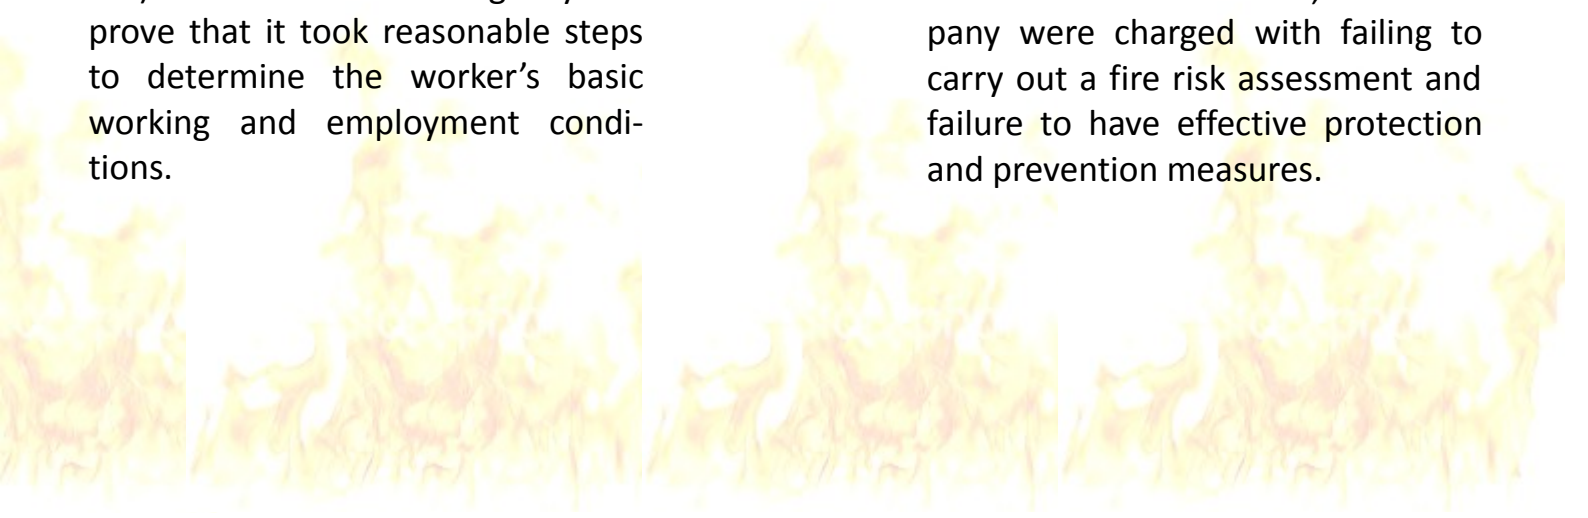 prove that it took reasonable steps
to determine the worker's basic
working and employment condi-
tions.
pany were charged with failing to
carry out a fire risk assessment and
failure to have effective protection
and prevention measures.